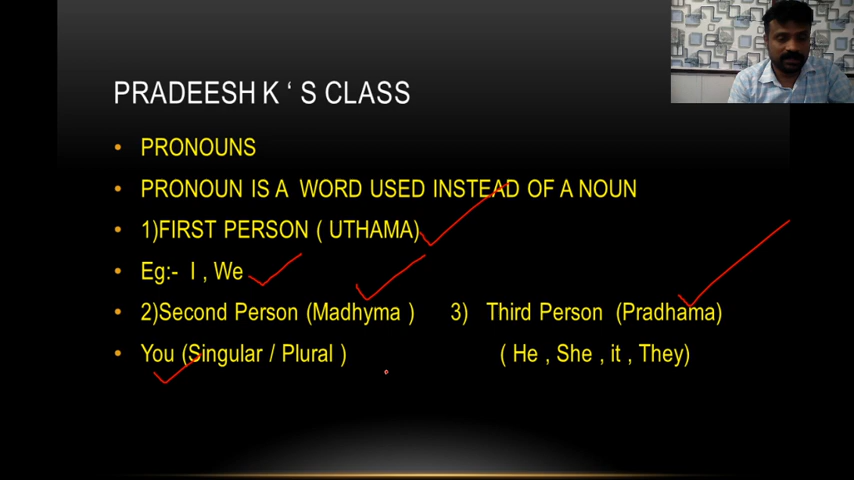 PRADEESH K ‘ S CLASS
PRONOUNS
PRONOUN IS A WORD USED INSTEAD OF A NOUN
1)FIRST PERSON ( UTHAMA)
Eg:- I , We
2)Second Person (Madhyma ) 3) Third Person (Pradhama)
You (Singular / Plural ) ( He , She , it , They)